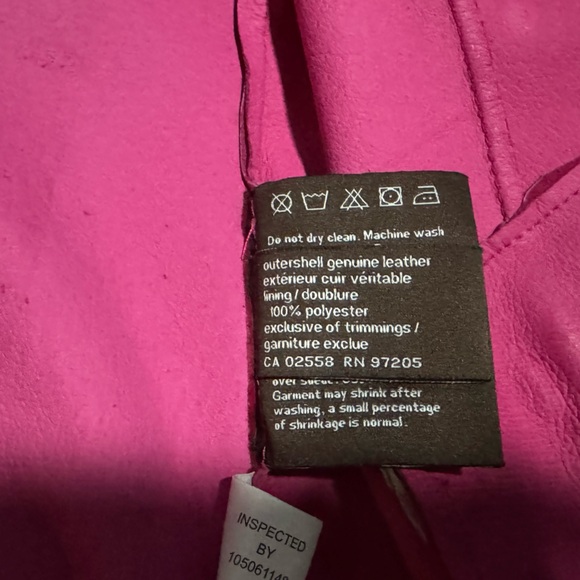 Do not dry clean. Machine wash
outershell genuine leather
extérieur cuir véritable
lining / doublure
100% polyester
exclusive of trimmings /
garniture exclue
CA 02558 RN 97205
over
Garment may shrink after
washing, a small percentage
of shrinkage is normal.
INSPECTED
BY